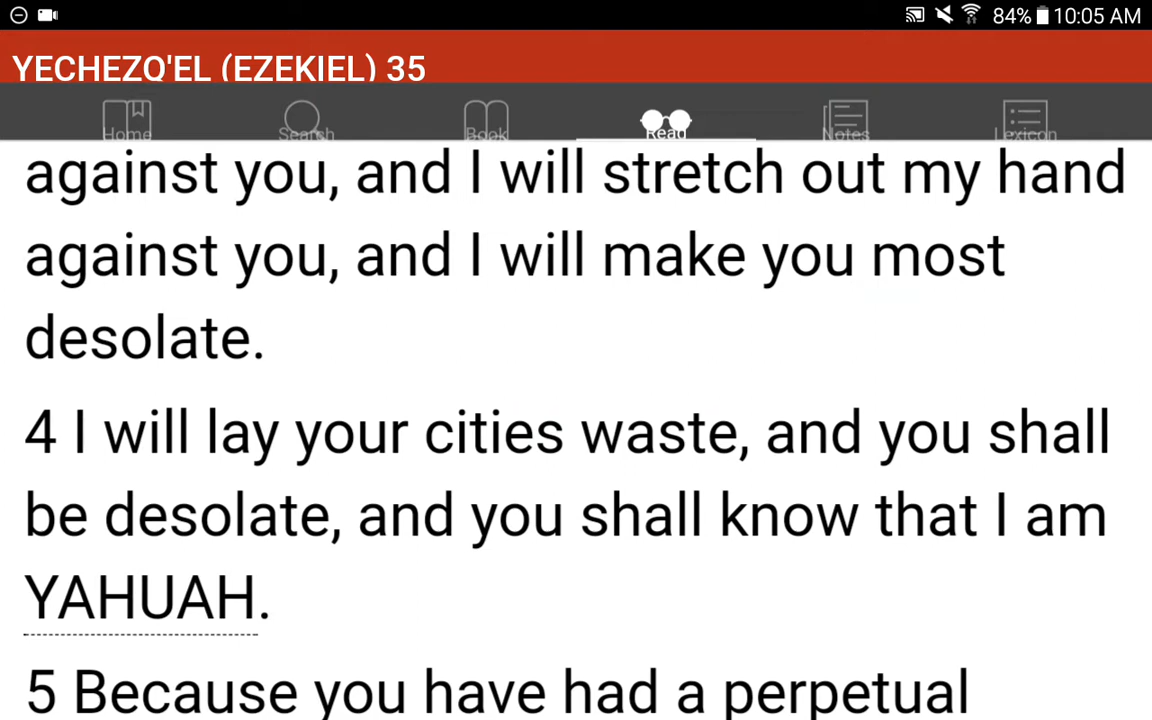 84% 10:05 AM
YECHEZQ'EL (EZEKIEL) 35
Home Search Book Read Notes Lexicon
against you, and I will stretch out my hand
against you, and I will make you most
desolate.
4 I will lay your cities waste, and you shall
be desolate, and you shall know that I am
YAHUAH.
5 Because you have had a perpetual